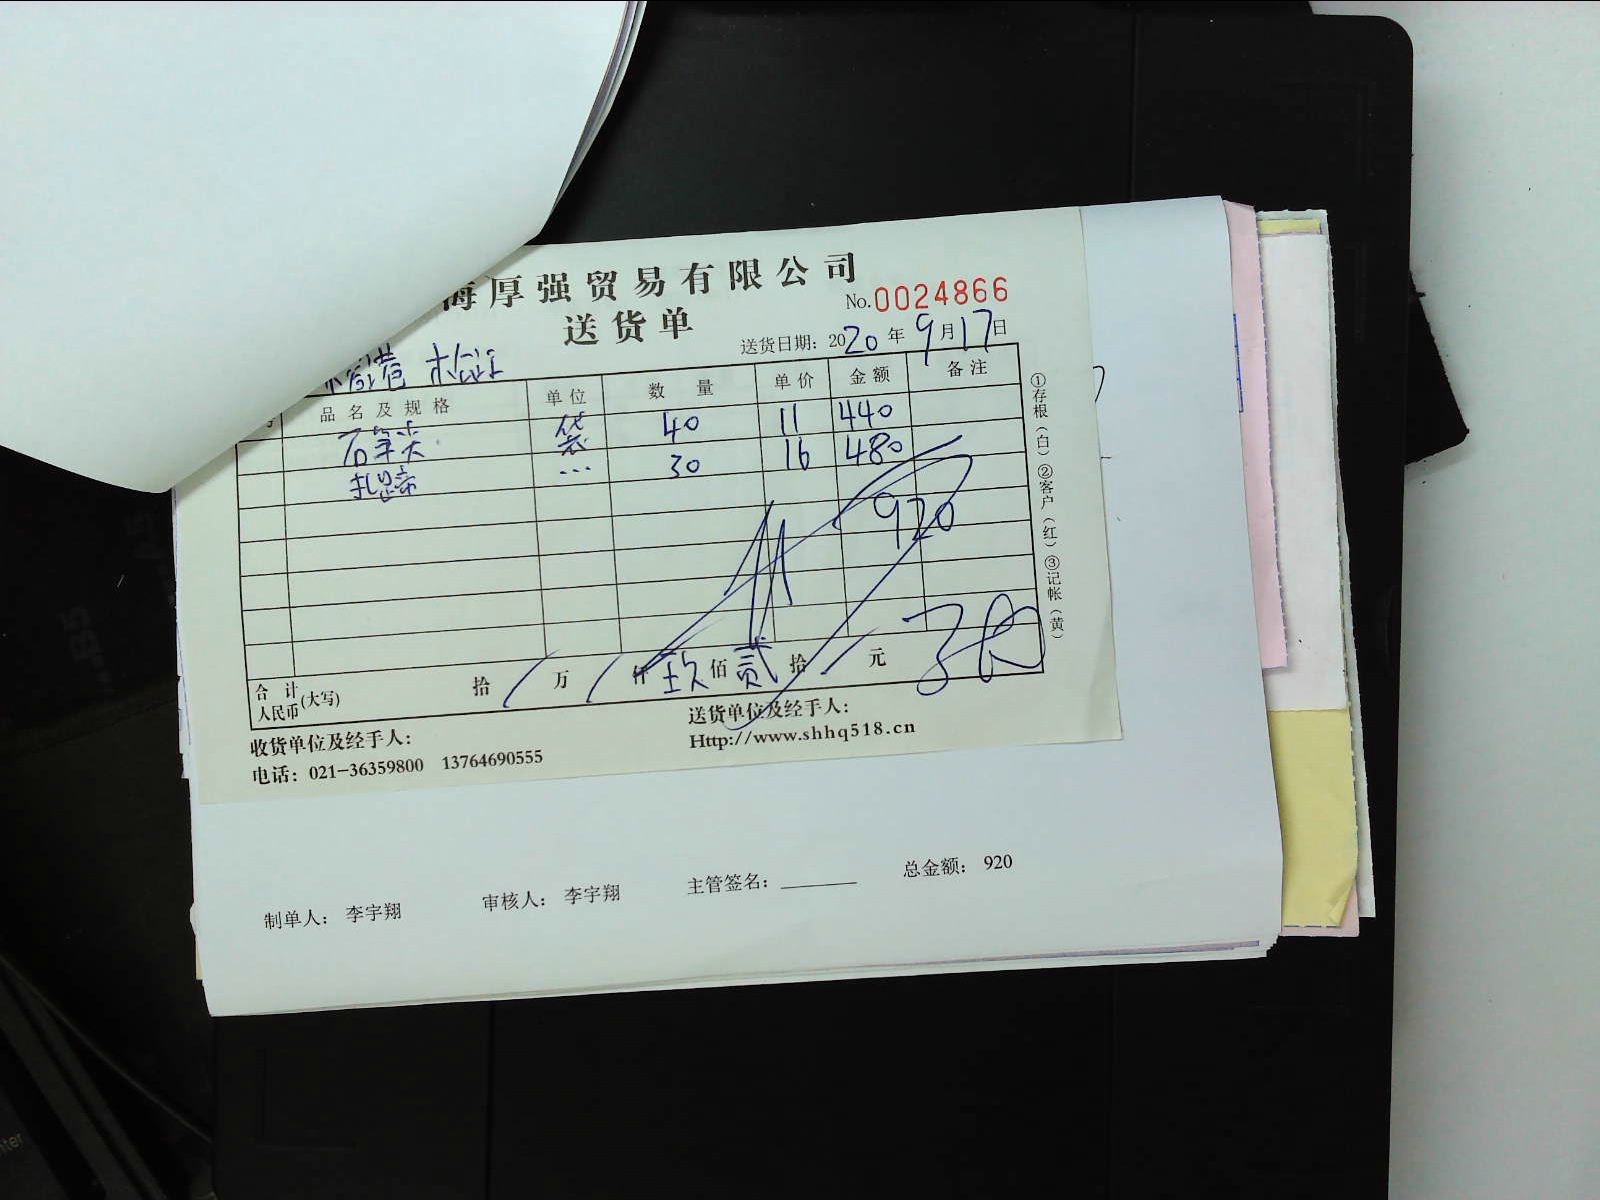 海厚强贸易有限公司
No.0024866
送货单
送货日期: 2020年9月17日
品名及规格 单位 数量 单价 金额 备注
袋 40 11 440
30 16 480
920
合计人民币(大写) 拾 / 万 / 仟 玖 佰 贰 拾 / 元
收货单位及经手人: 送货单位及经手人:
电话: 021-36359800 13764690555 Http://www.shhq518.cn
①存根(白)②客户(红)③记帐(黄)
制单人: 李宇翔 审核人: 李宇翔 主管签名: 总金额: 920